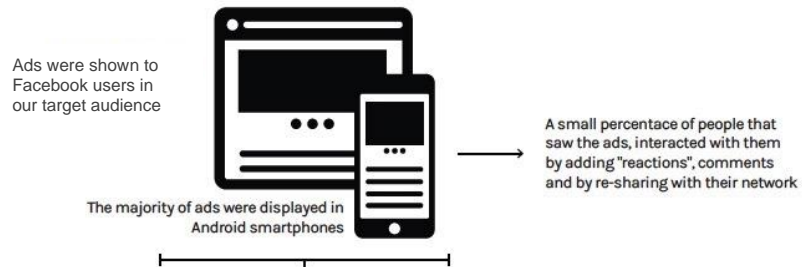 Ads were shown to
Facebook users in
our target audience
A small percentace of people that
saw the ads, interacted with them
by adding "reactions", comments
and by re-sharing with their network
The majority of ads were displayed in
Android smartphones